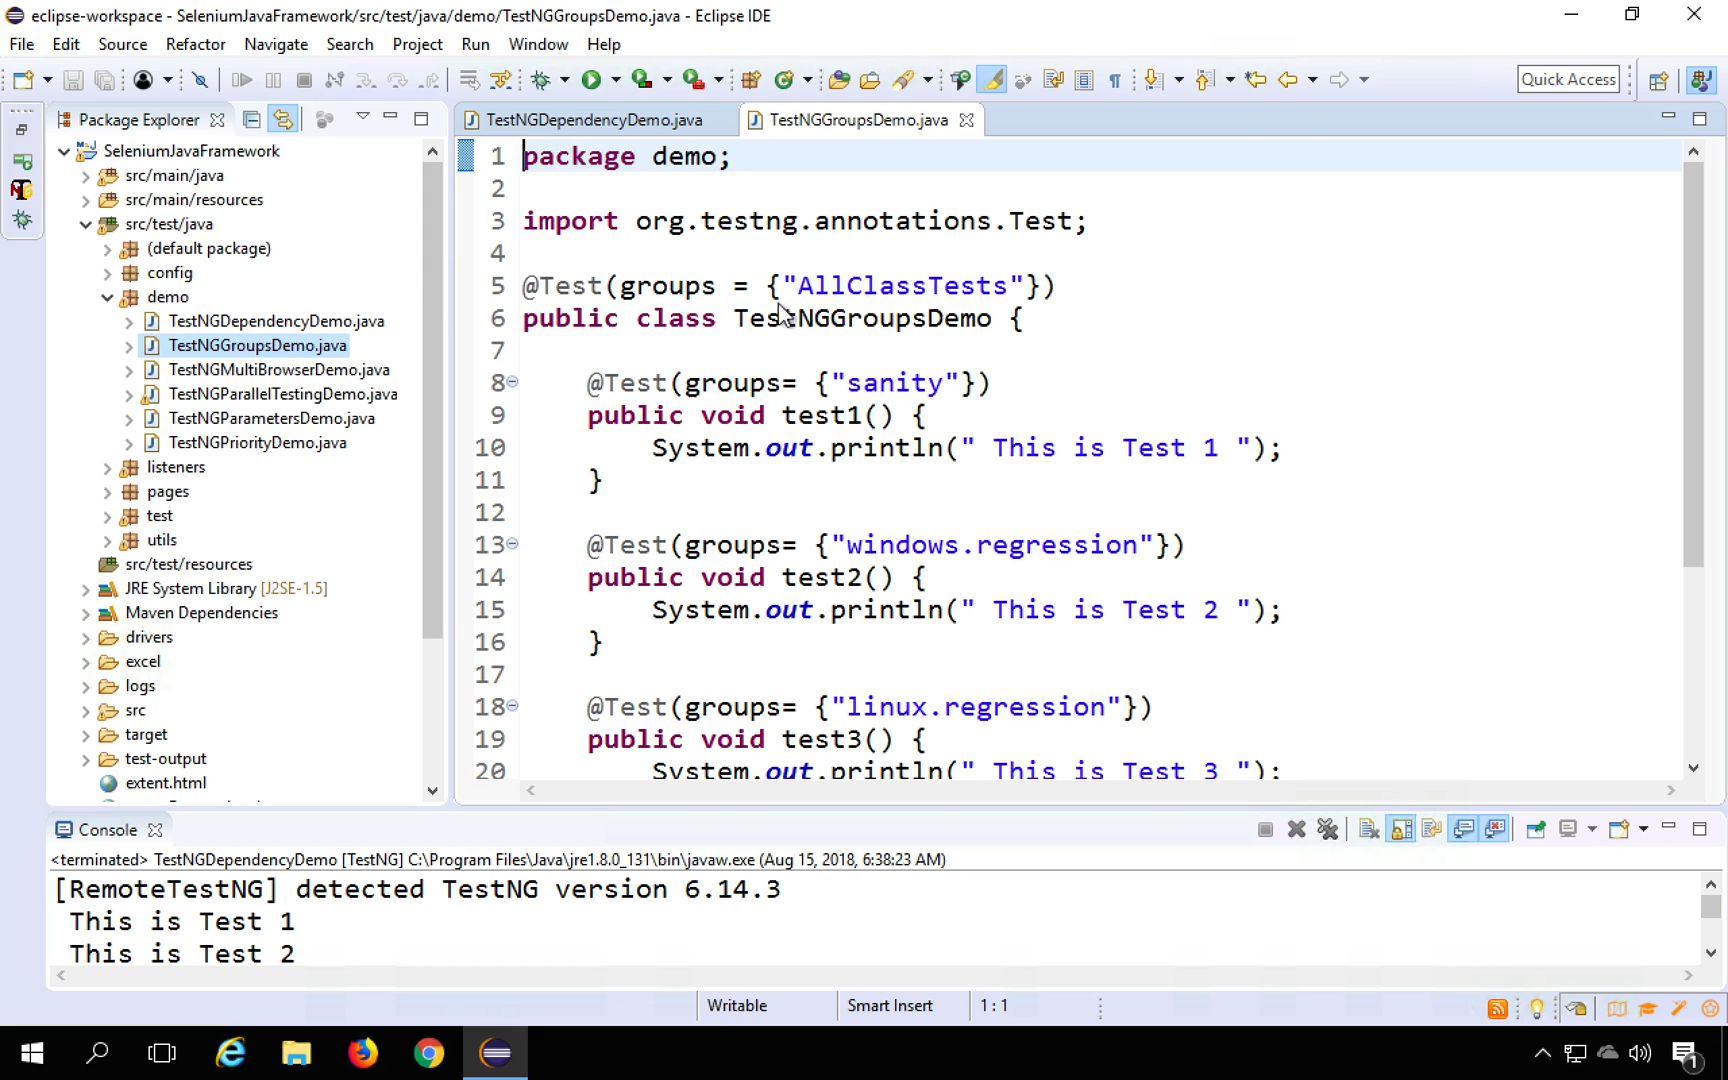 eclipse-workspace - SeleniumJavaFramework/src/test/java/demo/TestNGGroupsDemo.java - Eclipse IDE
File Edit Source Refactor Navigate Search Project Run Window Help
Quick Access
Package Explorer
TestNGDependencyDemo.java
TestNGGroupsDemo.java
SeleniumJavaFramework
src/main/java
src/main/resources
src/test/java
(default package)
config
demo
TestNGDependencyDemo.java
TestNGGroupsDemo.java
TestNGMultiBrowserDemo.java
TestNGParallelTestingDemo.java
TestNGParametersDemo.java
TestNGPriorityDemo.java
listeners
pages
test
utils
src/test/resources
JRE System Library [J2SE-1.5]
Maven Dependencies
drivers
excel
logs
src
target
test-output
extent.html
1 package demo;
2
3 import org.testng.annotations.Test;
4
5 @Test(groups = {"AllClassTests"})
6 public class TestNGGroupsDemo {
7
8 @Test(groups= {"sanity"})
9 public void test1() {
10 System.out.println(" This is Test 1 ");
11 }
12
13 @Test(groups= {"windows.regression"})
14 public void test2() {
15 System.out.println(" This is Test 2 ");
16 }
17
18 @Test(groups= {"linux.regression"})
19 public void test3() {
20 System.out.println(" This is Test 3 ");
Console
<terminated> TestNGDependencyDemo [TestNG] C:\Program Files\Java\jre1.8.0_131\bin\javaw.exe (Aug 15, 2018, 6:38:23 AM)
[RemoteTestNG] detected TestNG version 6.14.3
This is Test 1
This is Test 2
Writable
Smart Insert
1 : 1
1